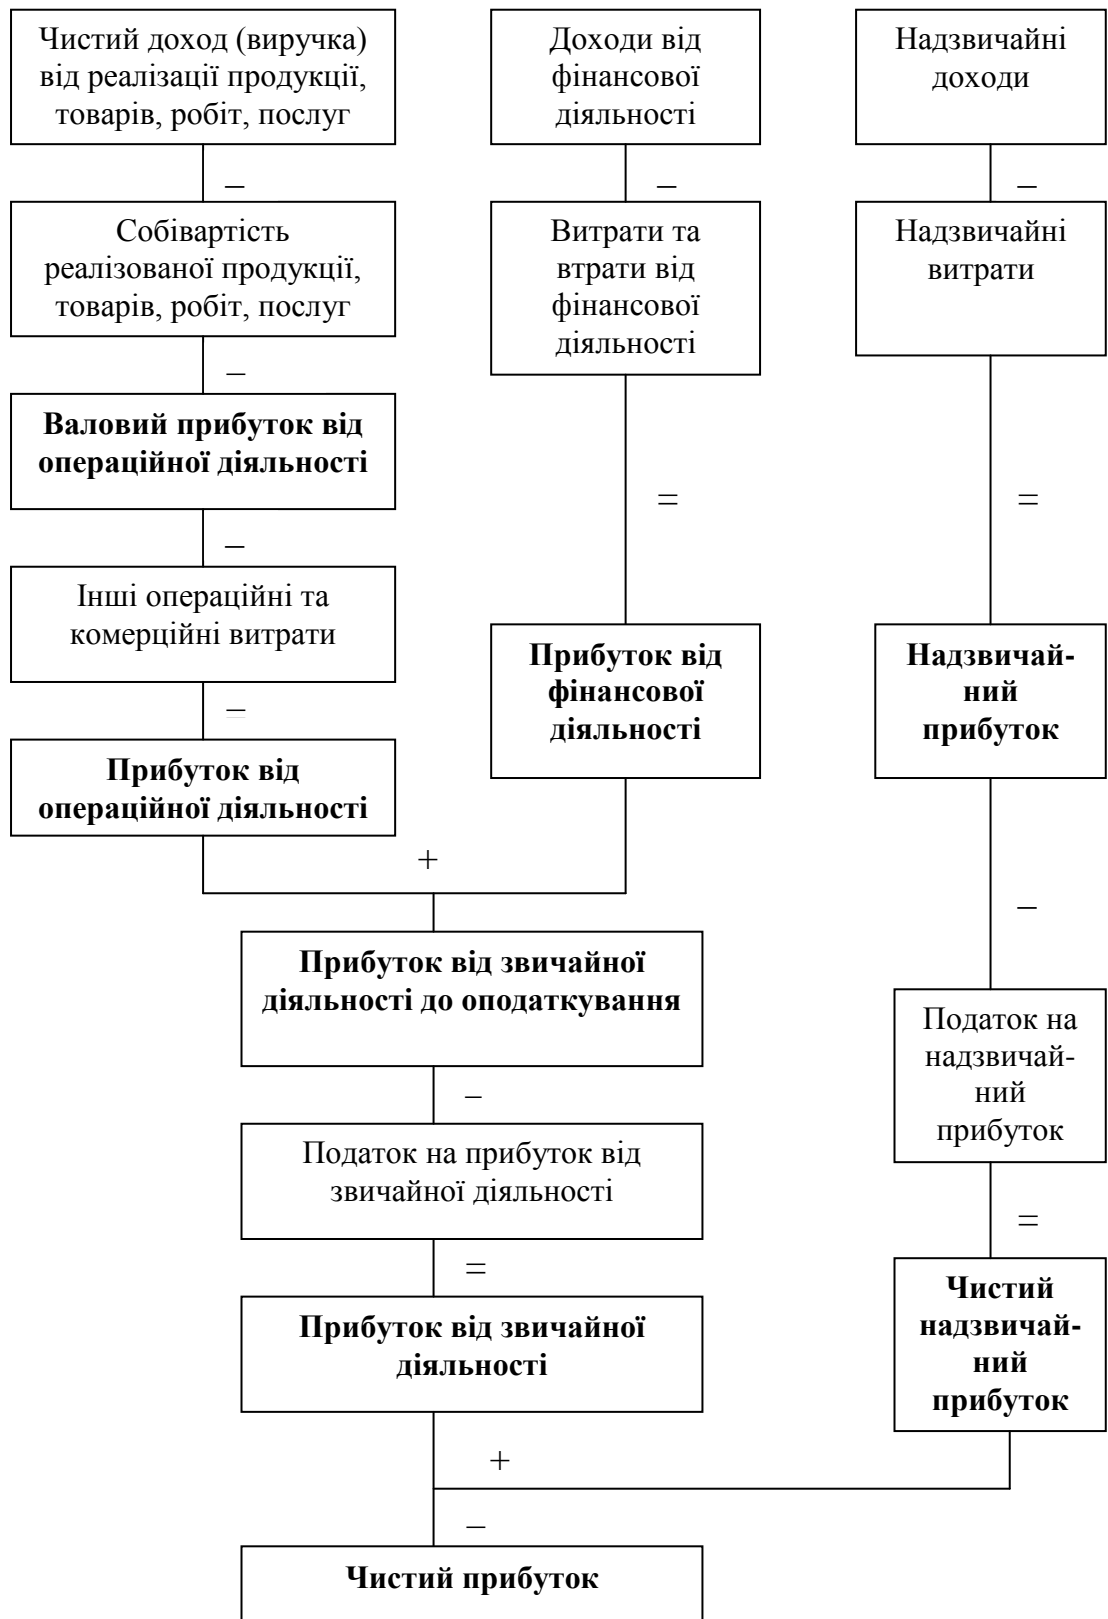 Чистий доход (виручка)
від реалізації продукції,
товарів, робіт, послуг
–
Собівартість
реалізованої продукції,
товарів, робіт, послуг
–
Валовий прибуток від
операційної діяльності
–
Інші операційні та
комерційні витрати
=
Прибуток від
операційної діяльності
Доходи від
фінансової
діяльності
–
Витрати та
втрати від
фінансової
діяльності
=
Прибуток від
фінансової
діяльності
Надзвичайні
доходи
–
Надзвичайні
витрати
=
Надзвичай-
ний
прибуток
+
Прибуток від звичайної
діяльності до оподаткування
–
Податок на прибуток від
звичайної діяльності
=
Прибуток від звичайної
діяльності
–
Податок на
надзвичай-
ний
прибуток
=
Чистий
надзвичай-
ний
прибуток
+
–
Чистий прибуток